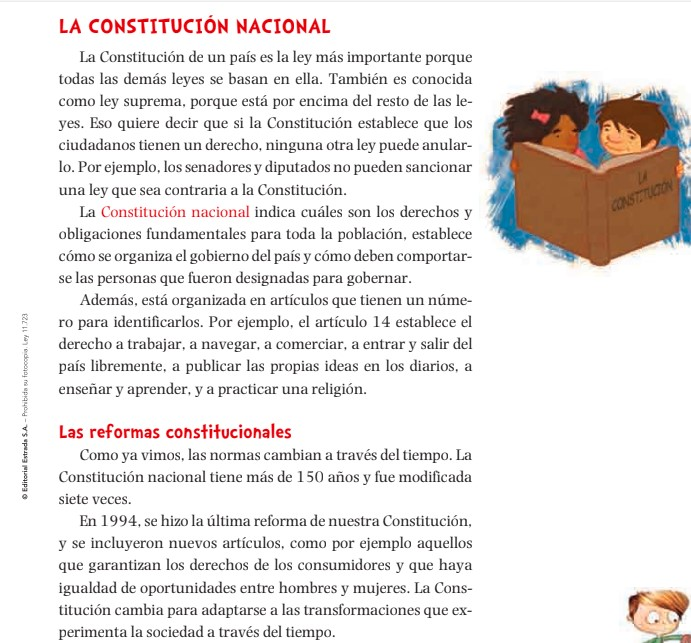 LA CONSTITUCIÓN NACIONAL
La Constitución de un país es la ley más importante porque
todas las demás leyes se basan en ella. También es conocida
como ley suprema, porque está por encima del resto de las le-
yes. Eso quiere decir que si la Constitución establece que los
ciudadanos tienen un derecho, ninguna otra ley puede anular-
lo. Por ejemplo, los senadores y diputados no pueden sancionar
una ley que sea contraria a la Constitución.
La Constitución nacional indica cuáles son los derechos y
obligaciones fundamentales para toda la población, establece
cómo se organiza el gobierno del país y cómo deben comportar-
se las personas que fueron designadas para gobernar.
Además, está organizada en artículos que tienen un núme-
ro para identificarlos. Por ejemplo, el artículo 14 establece el
derecho a trabajar, a navegar, a comerciar, a entrar y salir del
país libremente, a publicar las propias ideas en los diarios, a
enseñar y aprender, y a practicar una religión.
Las reformas constitucionales
Como ya vimos, las normas cambian a través del tiempo. La
Constitución nacional tiene más de 150 años y fue modificada
siete veces.
En 1994, se hizo la última reforma de nuestra Constitución,
y se incluyeron nuevos artículos, como por ejemplo aquellos
que garantizan los derechos de los consumidores y que haya
igualdad de oportunidades entre hombres y mujeres. La Cons-
titución cambia para adaptarse a las transformaciones que ex-
perimenta la sociedad a través del tiempo.
LA
CONSTITUCIÓN
© Editorial Estrada S.A. – Prohibida su fotocopia. Ley 11.723